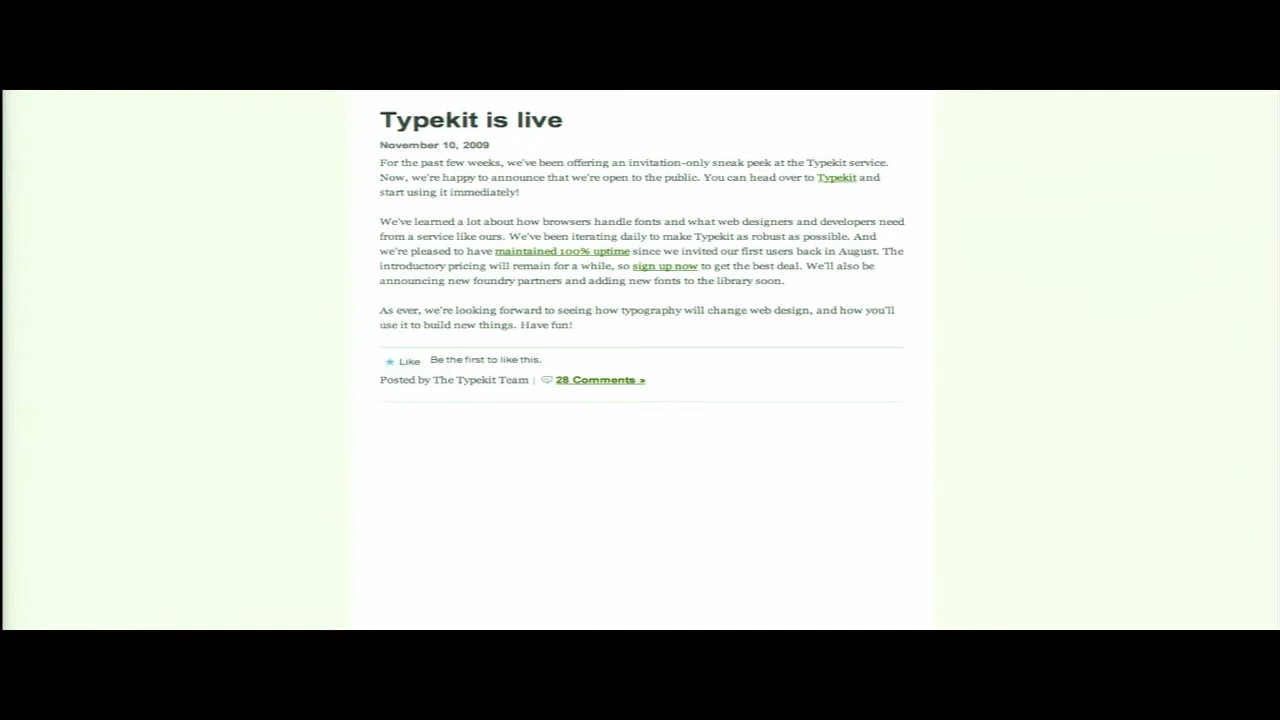 Typekit is live
November 10, 2009
For the past few weeks, we've been offering an invitation-only sneak peek at the Typekit service.
Now, we're happy to announce that we're open to the public. You can head over to Typekit and
start using it immediately!
We've learned a lot about how browsers handle fonts and what web designers and developers need
from a service like ours. We've been iterating daily to make Typekit as robust as possible. And
we're pleased to have maintained 100% uptime since we invited our first users back in August. The
introductory pricing will remain for a while, so sign up now to get the best deal. We'll also be
announcing new foundry partners and adding new fonts to the library soon.
As ever, we're looking forward to seeing how typography will change web design, and how you'll
use it to build new things. Have fun!
Like Be the first to like this.
Posted by The Typekit Team | 28 Comments »